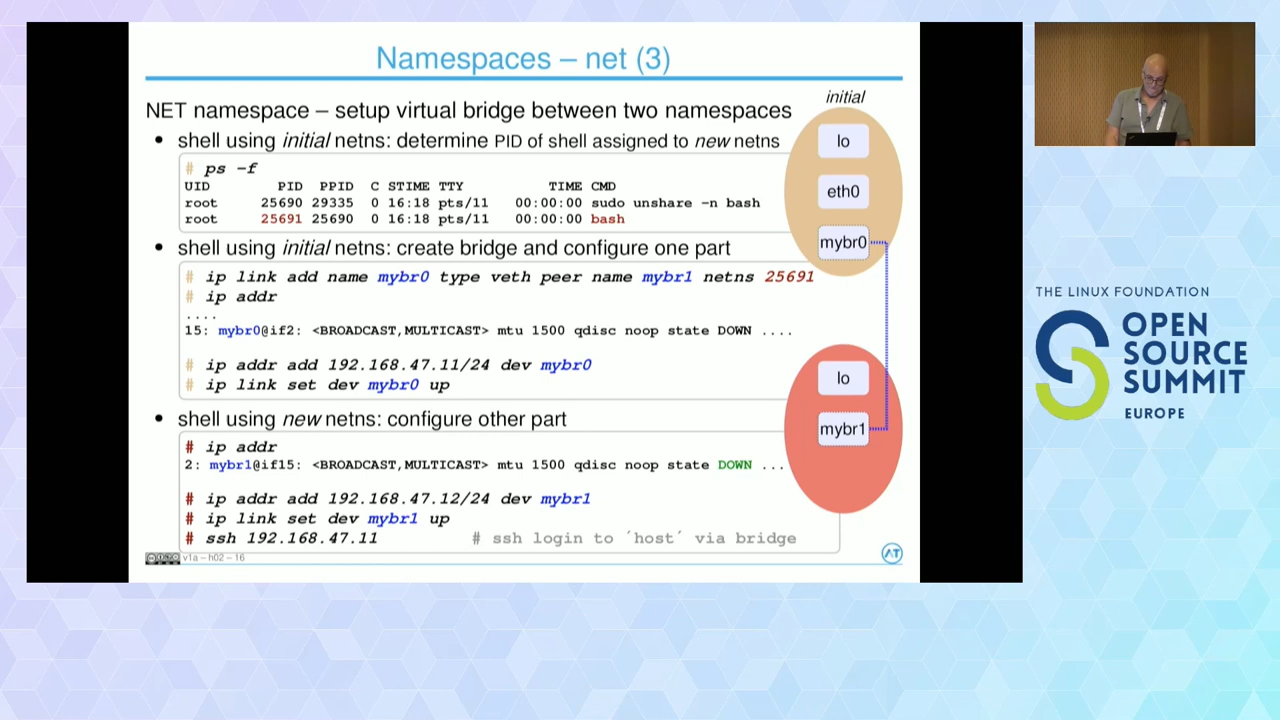 Namespaces – net (3)
NET namespace – setup virtual bridge between two namespaces
• shell using initial netns: determine PID of shell assigned to new netns
# ps -f
UID PID PPID C STIME TTY TIME CMD
root 25690 29335 0 16:18 pts/11 00:00:00 sudo unshare -n bash
root 25691 25690 0 16:18 pts/11 00:00:00 bash
• shell using initial netns: create bridge and configure one part
# ip link add name mybr0 type veth peer name mybr1 netns 25691
# ip addr
....
15: mybr0@if2: <BROADCAST,MULTICAST> mtu 1500 qdisc noop state DOWN ....
# ip addr add 192.168.47.11/24 dev mybr0
# ip link set dev mybr0 up
• shell using new netns: configure other part
# ip addr
2: mybr1@if15: <BROADCAST,MULTICAST> mtu 1500 qdisc noop state DOWN ...
# ip addr add 192.168.47.12/24 dev mybr1
# ip link set dev mybr1 up
# ssh 192.168.47.11 # ssh login to ´host´ via bridge
v1a – h02 – 16
AT
initial
lo
eth0
mybr0
lo
mybr1
THE LINUX FOUNDATION
OPEN
SOURCE
SUMMIT
EUROPE